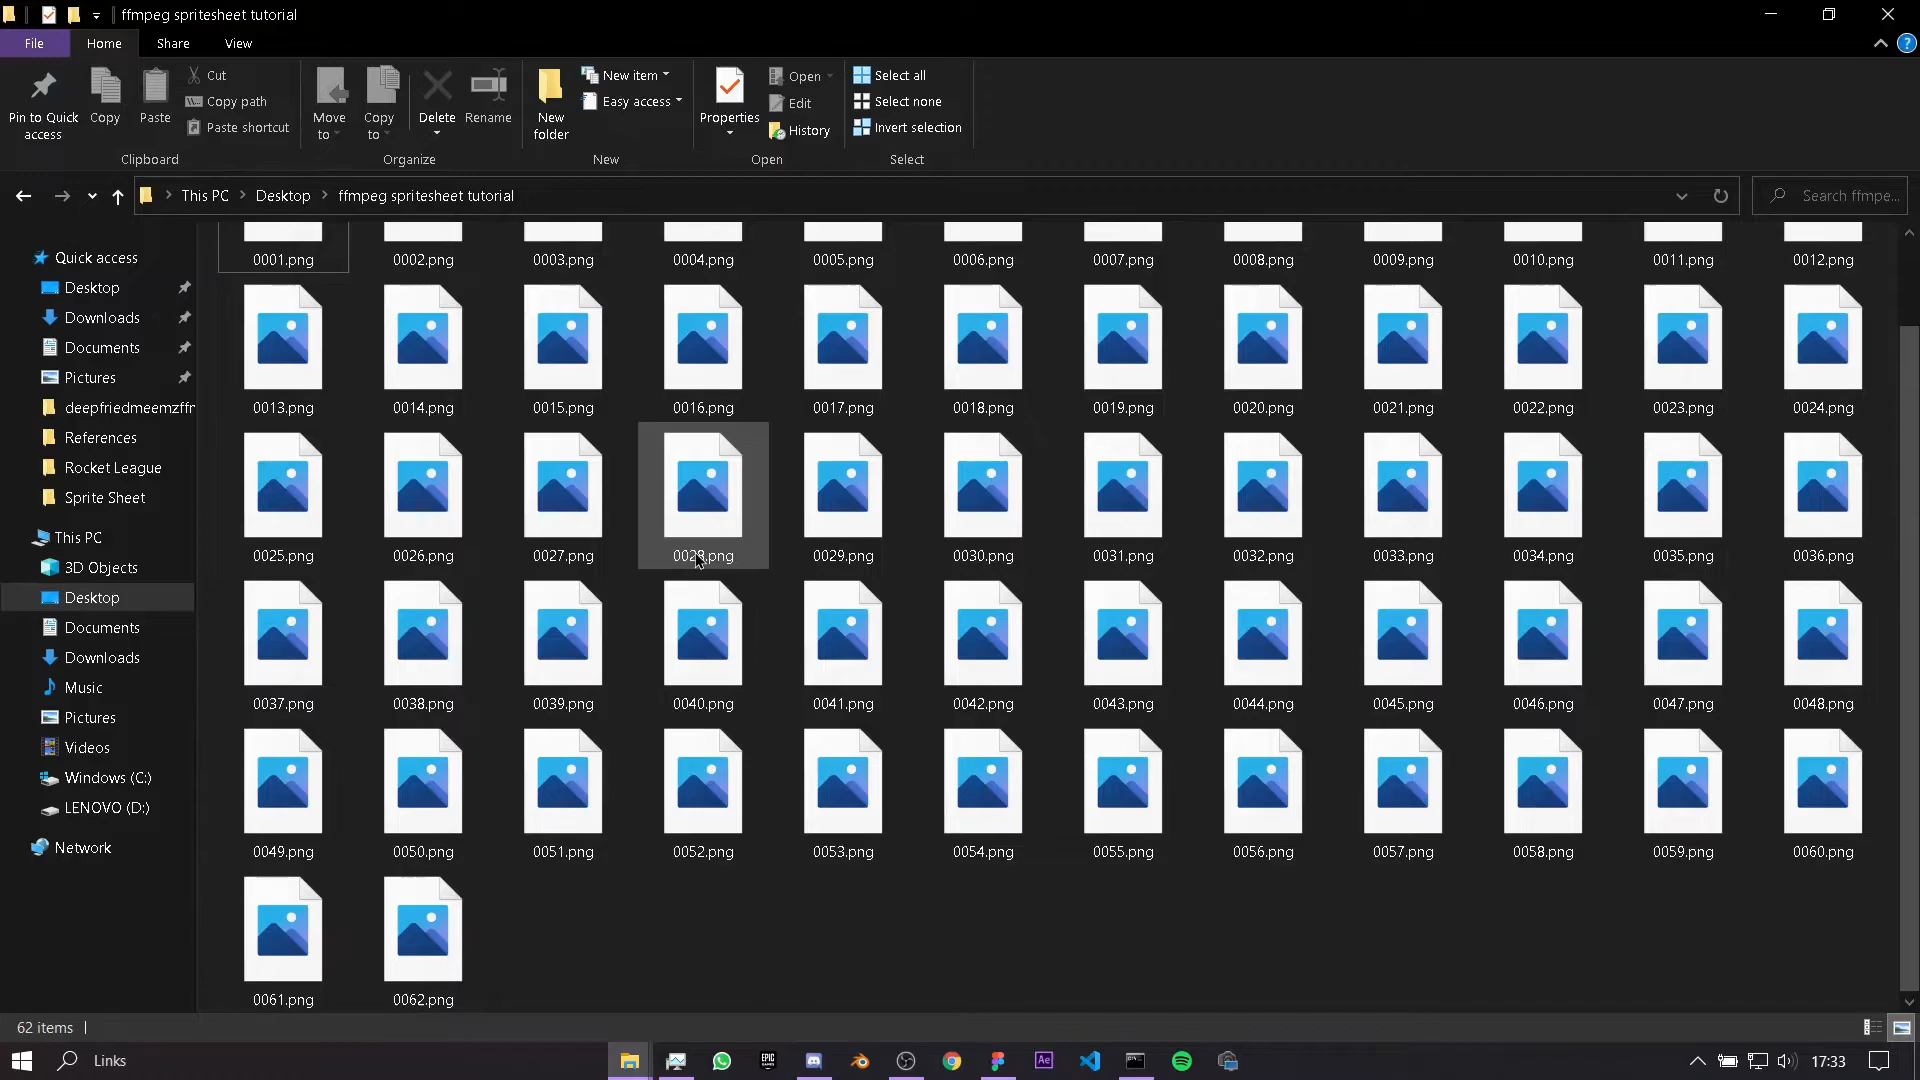 ffmpeg spritesheet tutorial
File Home Share View
Pin to Quick access
Copy
Paste
Cut
Copy path
Paste shortcut
Clipboard
Move to
Copy to
Delete
Rename
Organize
New folder
New item
Easy access
New
Properties
Open
Edit
History
Open
Select all
Select none
Invert selection
Select
This PC > Desktop > ffmpeg spritesheet tutorial
Search ffmpe...
Quick access
Desktop
Downloads
Documents
Pictures
deepfriedmeemzffr
References
Rocket League
Sprite Sheet
This PC
3D Objects
Desktop
Documents
Downloads
Music
Pictures
Videos
Windows (C:)
LENOVO (D:)
Network
0001.png 0002.png 0003.png 0004.png 0005.png 0006.png 0007.png 0008.png 0009.png 0010.png 0011.png 0012.png
0013.png 0014.png 0015.png 0016.png 0017.png 0018.png 0019.png 0020.png 0021.png 0022.png 0023.png 0024.png
0025.png 0026.png 0027.png 0028.png 0029.png 0030.png 0031.png 0032.png 0033.png 0034.png 0035.png 0036.png
0037.png 0038.png 0039.png 0040.png 0041.png 0042.png 0043.png 0044.png 0045.png 0046.png 0047.png 0048.png
0049.png 0050.png 0051.png 0052.png 0053.png 0054.png 0055.png 0056.png 0057.png 0058.png 0059.png 0060.png
0061.png 0062.png
62 items
Links
EPIC GAMES
Ae
17:33